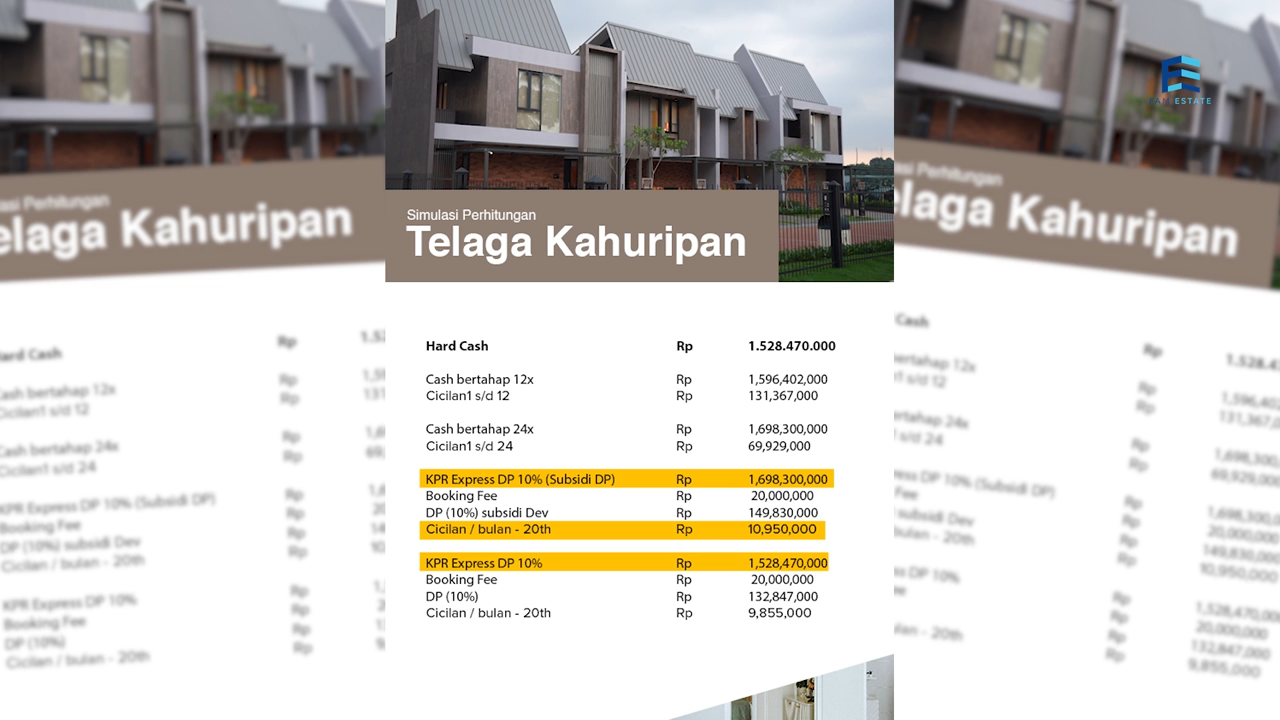 ESTATE
Simulasi Perhitungan
Telaga Kahuripan
Hard Cash Rp 1.528.470.000
Cash bertahap 12x Rp 1,596,402,000
Cicilan1 s/d 12 Rp 131,367,000
Cash bertahap 24x Rp 1,698,300,000
Cicilan1 s/d 24 Rp 69,929,000
KPR Express DP 10% (Subsidi DP) Rp 1,698,300,000
Booking Fee Rp 20,000,000
DP (10%) subsidi Dev Rp 149,830,000
Cicilan / bulan - 20th Rp 10,950,000
KPR Express DP 10% Rp 1,528,470,000
Booking Fee Rp 20,000,000
DP (10%) Rp 132,847,000
Cicilan / bulan - 20th Rp 9,855,000